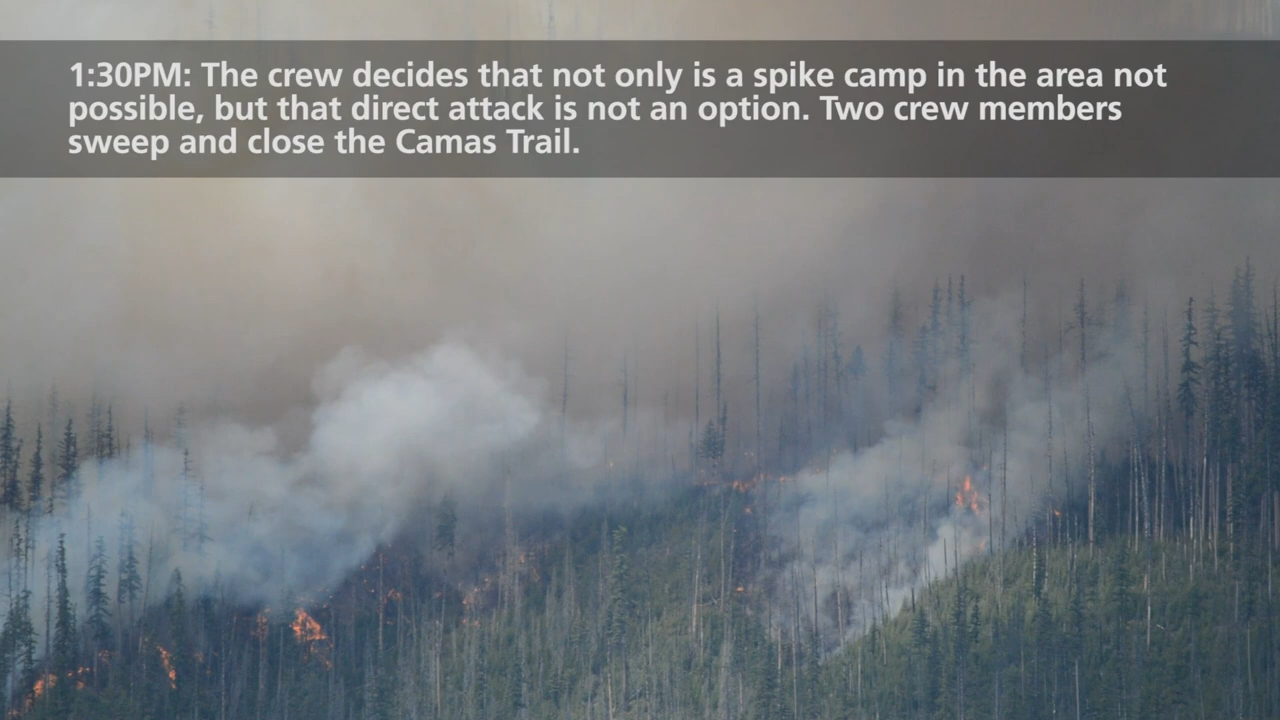 1:30PM: The crew decides that not only is a spike camp in the area not
possible, but that direct attack is not an option. Two crew members
sweep and close the Camas Trail.